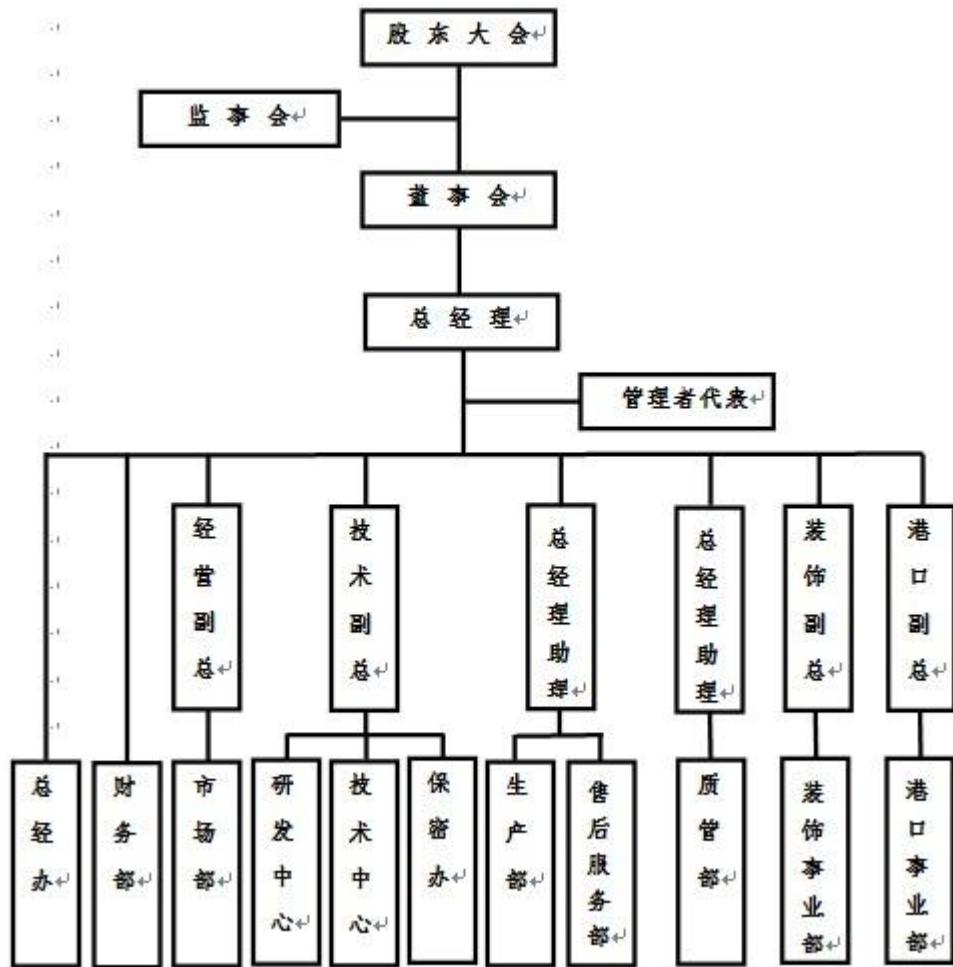 股东大会
监事会
董事会
总经理
管理者代表
经营副总
技术副总
总经理助理
总经理助理
装饰副总
港口副总
总经办
财务部
市场部
研发中心
技术中心
保密办
生产部
售后服务部
质管部
装饰事业部
港口事业部